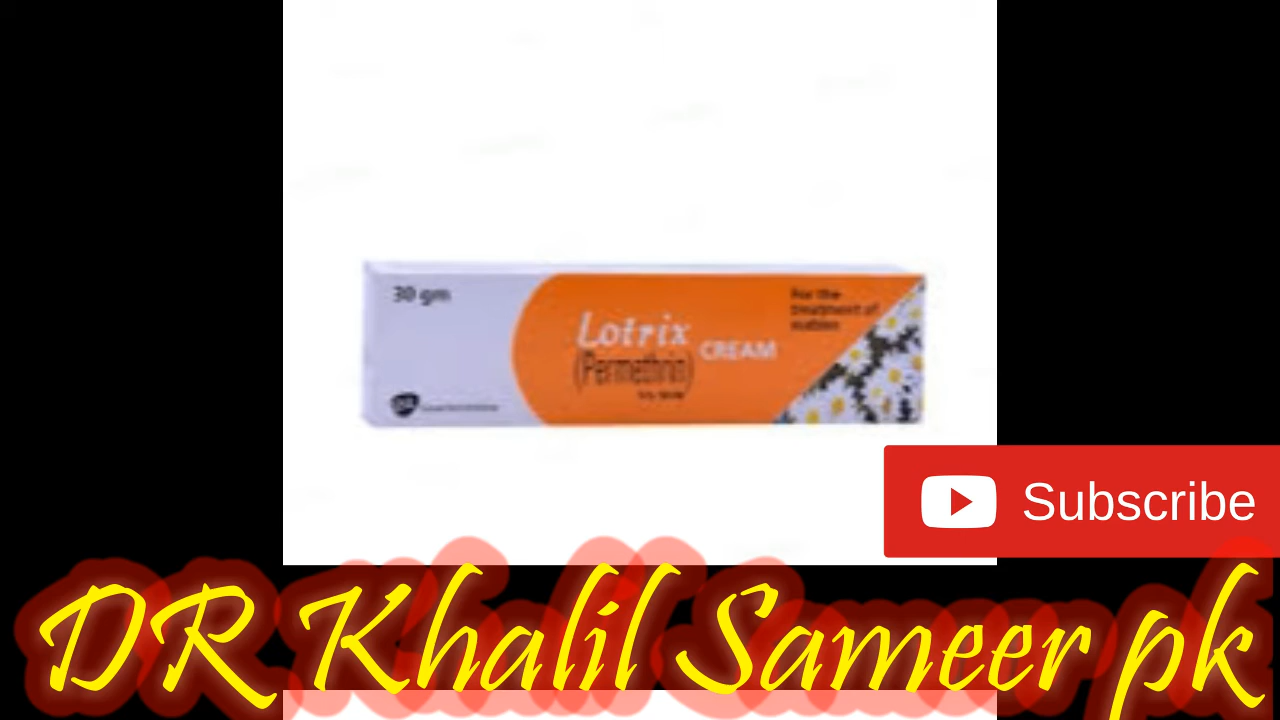 30 gm
For the
treatment of
scabies
Lotrix
CREAM
(Permethrin)
Subscribe
DR Khalil Sameer pk